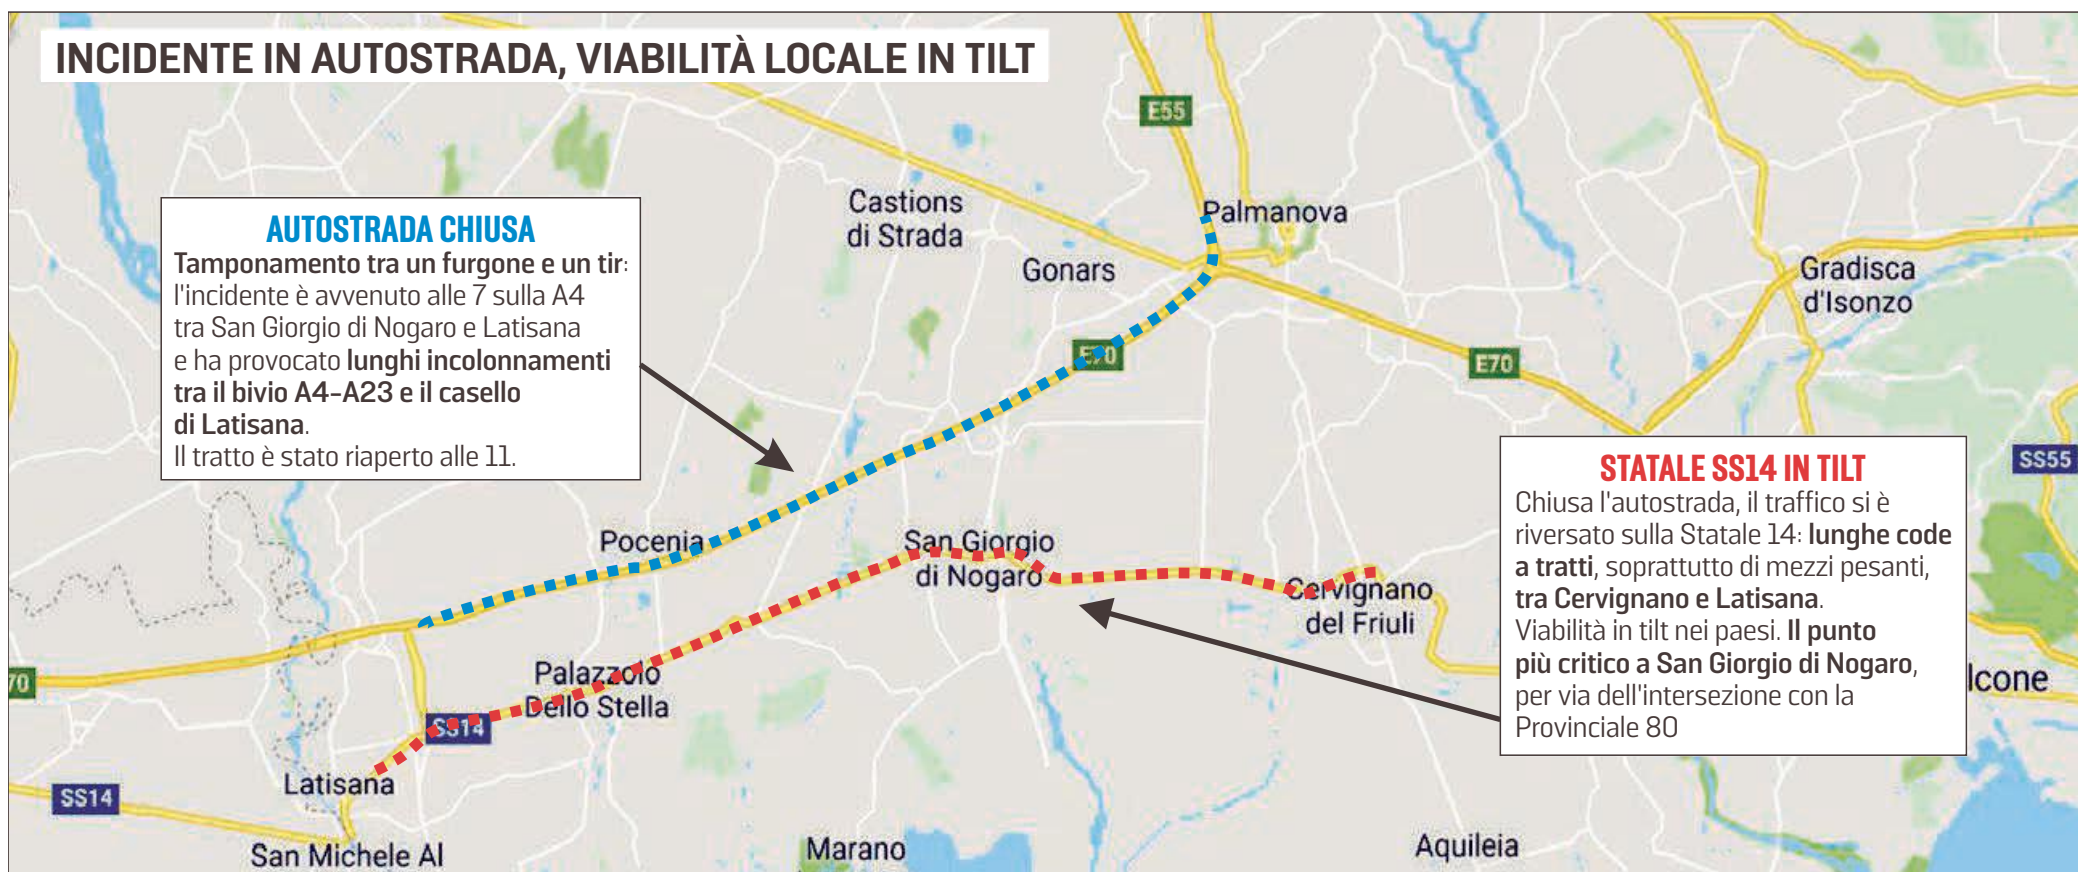 INCIDENTE IN AUTOSTRADA, VIABILITÀ LOCALE IN TILT
E55
AUTOSTRADA CHIUSA
Tamponamento tra un furgone e un tir:
l'incidente è avvenuto alle 7 sulla A4
tra San Giorgio di Nogaro e Latisana
e ha provocato lunghi incolonnamenti
tra il bivio A4-A23 e il casello
di Latisana.
Il tratto è stato riaperto alle 11.
Castions
di Strada
Palmanova
Gonars
Gradisca
d'Isonzo
E70
E70
STATALE SS14 IN TILT
Chiusa l'autostrada, il traffico si è
riversato sulla Statale 14: lunghe code
a tratti, soprattutto di mezzi pesanti,
tra Cervignano e Latisana.
Viabilità in tilt nei paesi. Il punto
più critico a San Giorgio di Nogaro,
per via dell'intersezione con la
Provinciale 80
SS55
Pocenia
San Giorgio
di Nogaro
Cervignano
del Friuli
70
Palazzolo
Dello Stella
lcone
SS14
Latisana
SS14
San Michele Al
Marano
Aquileia